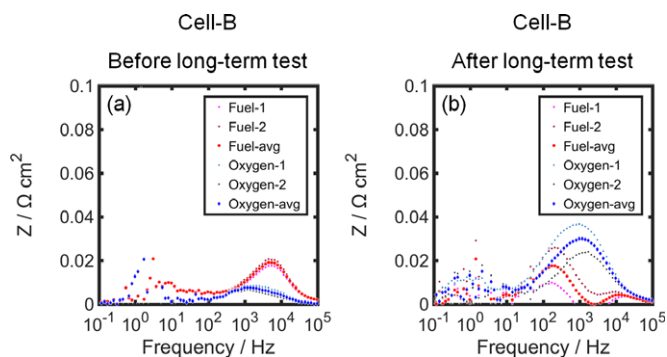 Cell-B
Before long-term test
(a)
Z / Ω cm²
0.1
0.08
0.06
0.04
0.02
0
Fuel-1
Fuel-2
Fuel-avg
Oxygen-1
Oxygen-2
Oxygen-avg
10⁻¹ 10⁰ 10¹ 10² 10³ 10⁴ 10⁵
Frequency / Hz
Cell-B
After long-term test
(b)
Z / Ω cm²
0.1
0.08
0.06
0.04
0.02
0
Fuel-1
Fuel-2
Fuel-avg
Oxygen-1
Oxygen-2
Oxygen-avg
10⁻¹ 10⁰ 10¹ 10² 10³ 10⁴ 10⁵
Frequency / Hz